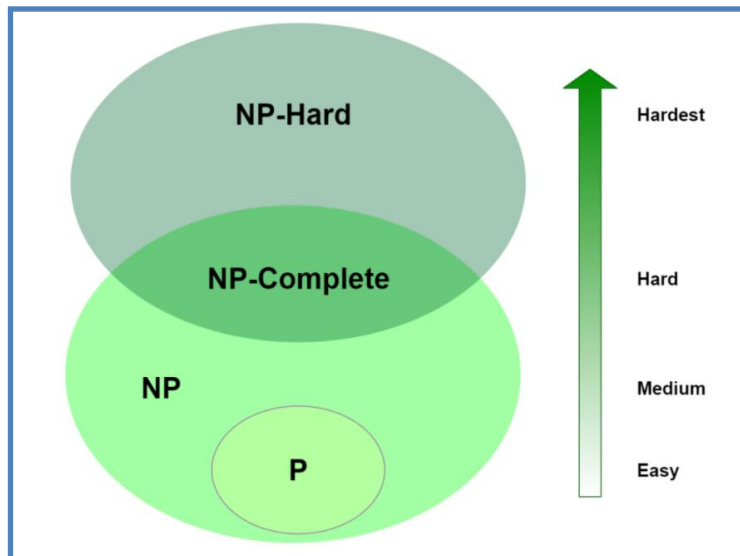 NP-Hard
Hardest
NP-Complete
Hard
NP
Medium
P
Easy